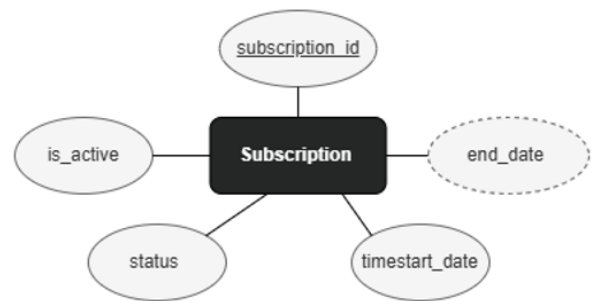 subscription_id
is_active
Subscription
end_date
status
timestart_date